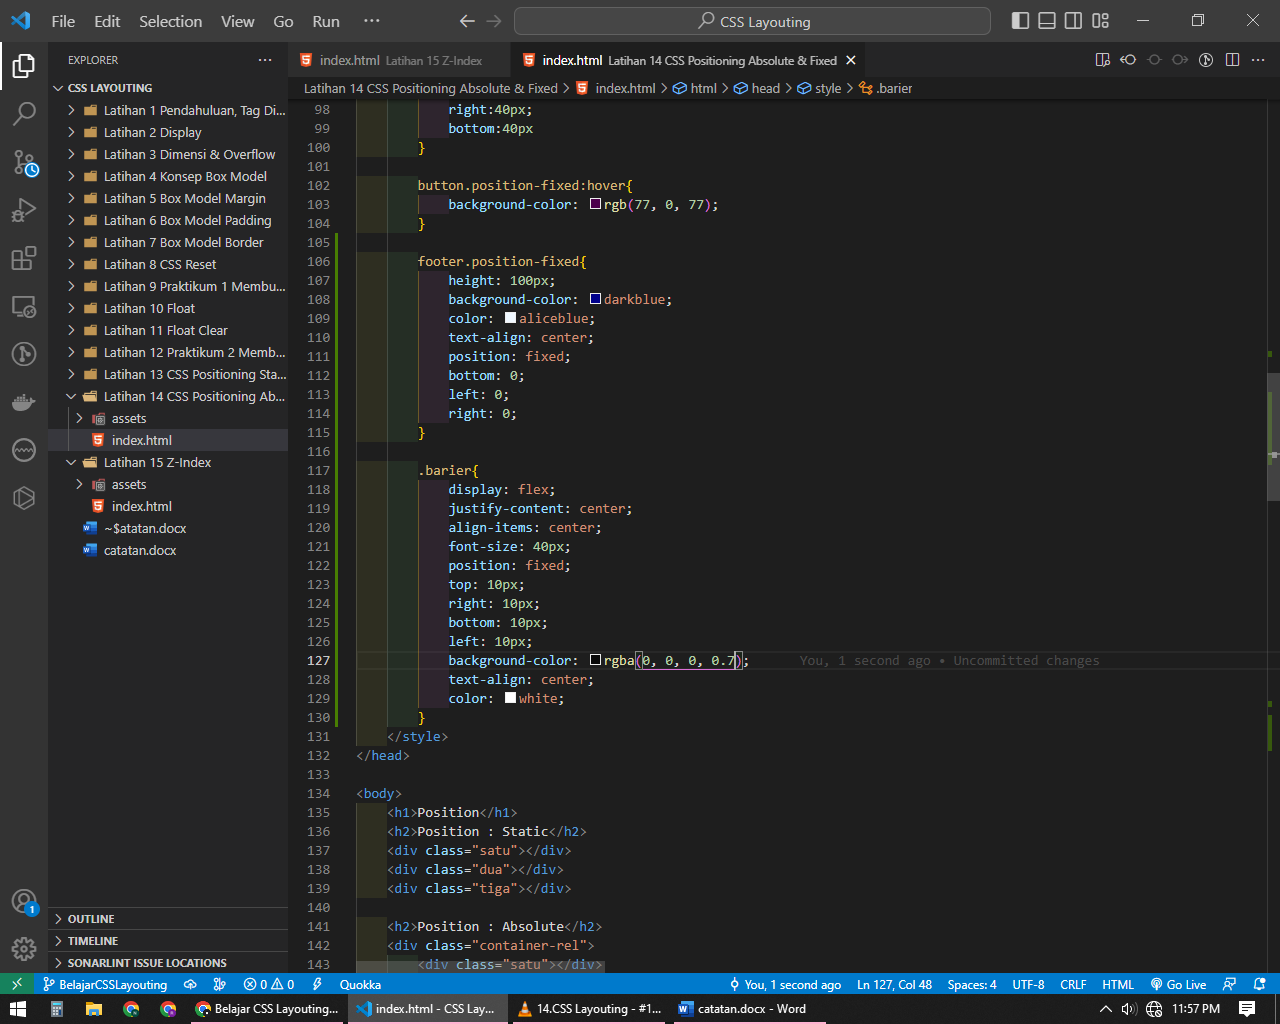 File Edit Selection View Go Run ···
CSS Layouting
EXPLORER
CSS LAYOUTING
Latihan 1 Pendahuluan, Tag Di...
Latihan 2 Display
Latihan 3 Dimensi & Overflow
Latihan 4 Konsep Box Model
Latihan 5 Box Model Margin
Latihan 6 Box Model Padding
Latihan 7 Box Model Border
Latihan 8 CSS Reset
Latihan 9 Praktikum 1 Membu...
Latihan 10 Float
Latihan 11 Float Clear
Latihan 12 Praktikum 2 Memb...
Latihan 13 CSS Positioning Sta...
Latihan 14 CSS Positioning Ab...
assets
index.html
Latihan 15 Z-Index
assets
index.html
~$atatan.docx
catatan.docx
OUTLINE
TIMELINE
SONARLINT ISSUE LOCATIONS
1
index.html Latihan 15 Z-Index
index.html Latihan 14 CSS Positioning Absolute & Fixed
Latihan 14 CSS Positioning Absolute & Fixed > index.html > html > head > style > .barier
98 right:40px;
99 bottom:40px
100 }
101
102 button.position-fixed:hover{
103 background-color: rgb(77, 0, 77);
104 }
105
106 footer.position-fixed{
107 height: 100px;
108 background-color: darkblue;
109 color: aliceblue;
110 text-align: center;
111 position: fixed;
112 bottom: 0;
113 left: 0;
114 right: 0;
115 }
116
117 .barier{
118 display: flex;
119 justify-content: center;
120 align-items: center;
121 font-size: 40px;
122 position: fixed;
123 top: 10px;
124 right: 10px;
125 bottom: 10px;
126 left: 10px;
127 background-color: rgba(0, 0, 0, 0.7); You, 1 second ago • Uncommitted changes
128 text-align: center;
129 color: white;
130 }
131 </style>
132 </head>
133
134 <body>
135 <h1>Position</h1>
136 <h2>Position : Static</h2>
137 <div class="satu"></div>
138 <div class="dua"></div>
139 <div class="tiga"></div>
140
141 <h2>Position : Absolute</h2>
142 <div class="container-rel">
143 <div class="satu"></div>
BelajarCSSLayouting 0 0 Quokka You, 1 second ago Ln 127, Col 48 Spaces: 4 UTF-8 CRLF HTML Go Live
Belajar CSS Layouting... index.html - CSS Lay... 14.CSS Layouting - #1... catatan.docx - Word 11:57 PM